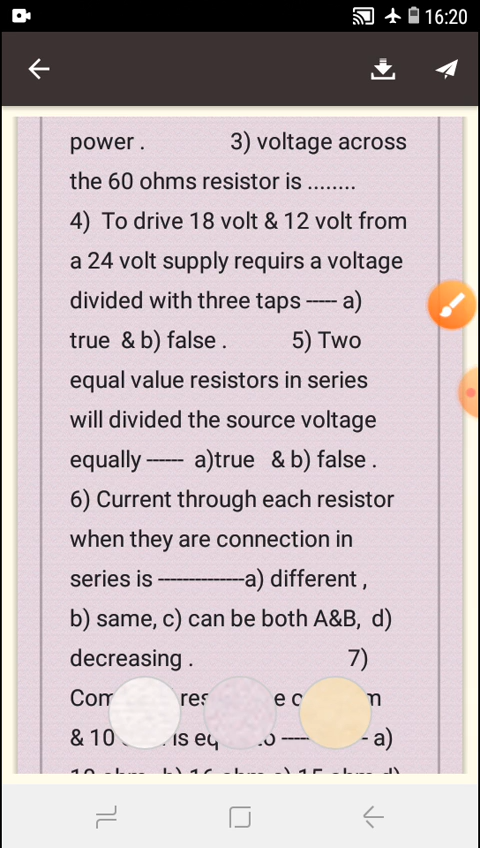 16:20
power . 3) voltage across
the 60 ohms resistor is ........
4) To drive 18 volt & 12 volt from
a 24 volt supply requirs a voltage
divided with three taps ----- a)
true & b) false . 5) Two
equal value resistors in series
will divided the source voltage
equally ------ a)true & b) false .
6) Current through each resistor
when they are connection in
series is --------------a) different ,
b) same, c) can be both A&B, d)
decreasing . 7)
& 10 a)